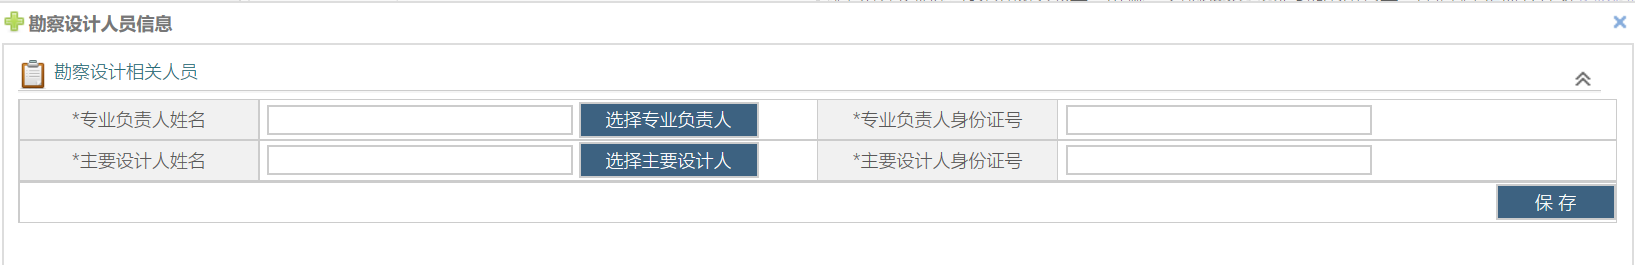 勘察设计人员信息
勘察设计相关人员
*专业负责人姓名 选择专业负责人 *专业负责人身份证号
*主要设计人姓名 选择主要设计人 *主要设计人身份证号
保 存